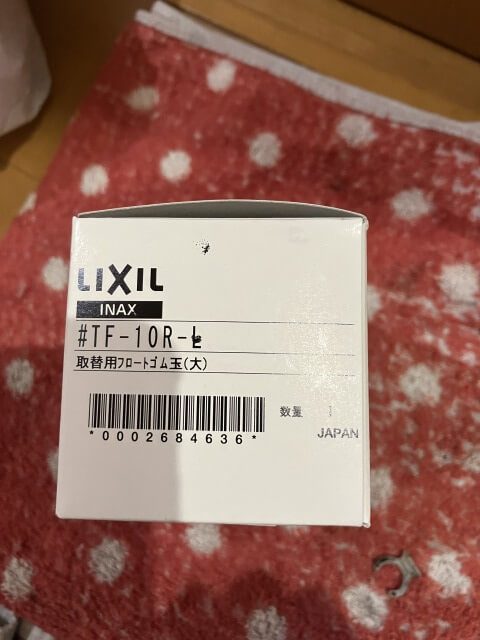 LIXIL
INAX
#TF-10R-L
取替用フロートゴム玉(大)
*0002684636*
数量 1
JAPAN